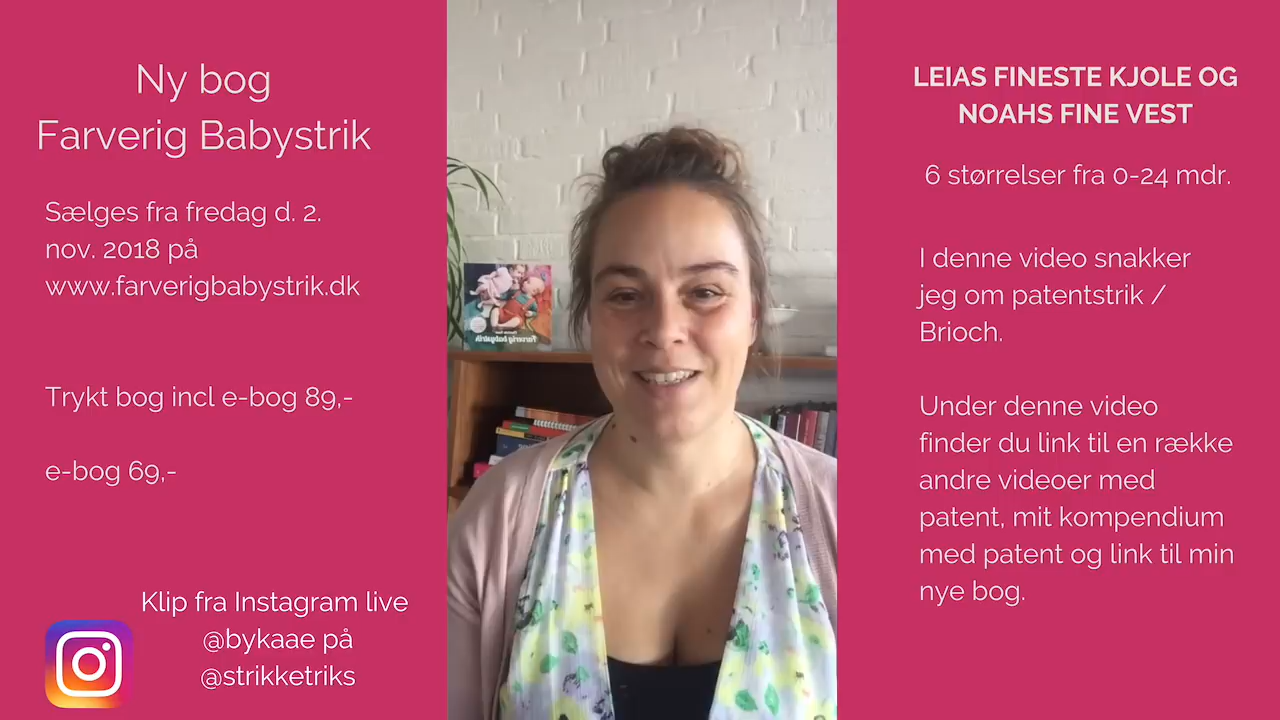 Ny bog
Farverig Babystrik
Sælges fra fredag d. 2.
nov. 2018 på
www.farverigbabystrik.dk
Trykt bog incl e-bog 89,-
e-bog 69,-
Klip fra Instagram live
@bykaae på
@strikketriks
Farverig babystrik
LEIAS FINESTE KJOLE OG
NOAHS FINE VEST
6 størrelser fra 0-24 mdr.
I denne video snakker
jeg om patentstrik /
Brioch.
Under denne video
finder du link til en række
andre videoer med
patent, mit kompendium
med patent og link til min
nye bog.